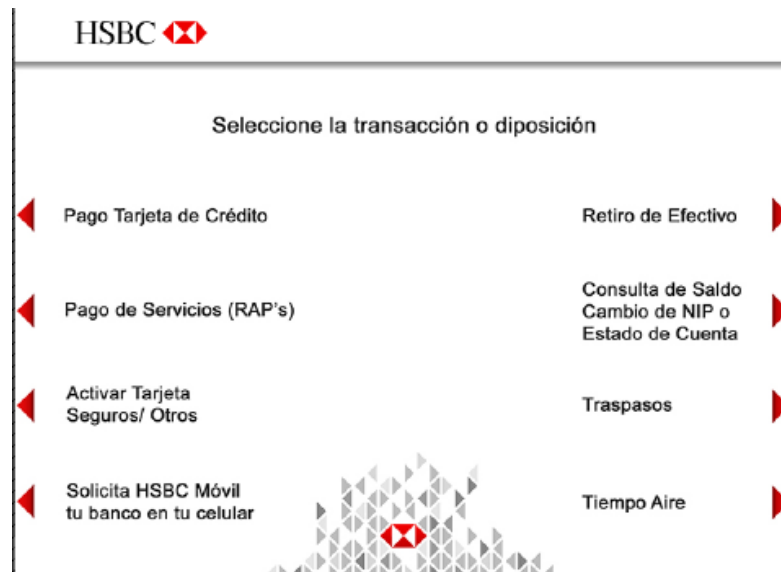 HSBC
Seleccione la transacción o diposición
Pago Tarjeta de Crédito
Retiro de Efectivo
Pago de Servicios (RAP's)
Consulta de Saldo
Cambio de NIP o
Estado de Cuenta
Activar Tarjeta
Seguros/ Otros
Traspasos
Solicita HSBC Móvil
tu banco en tu celular
Tiempo Aire